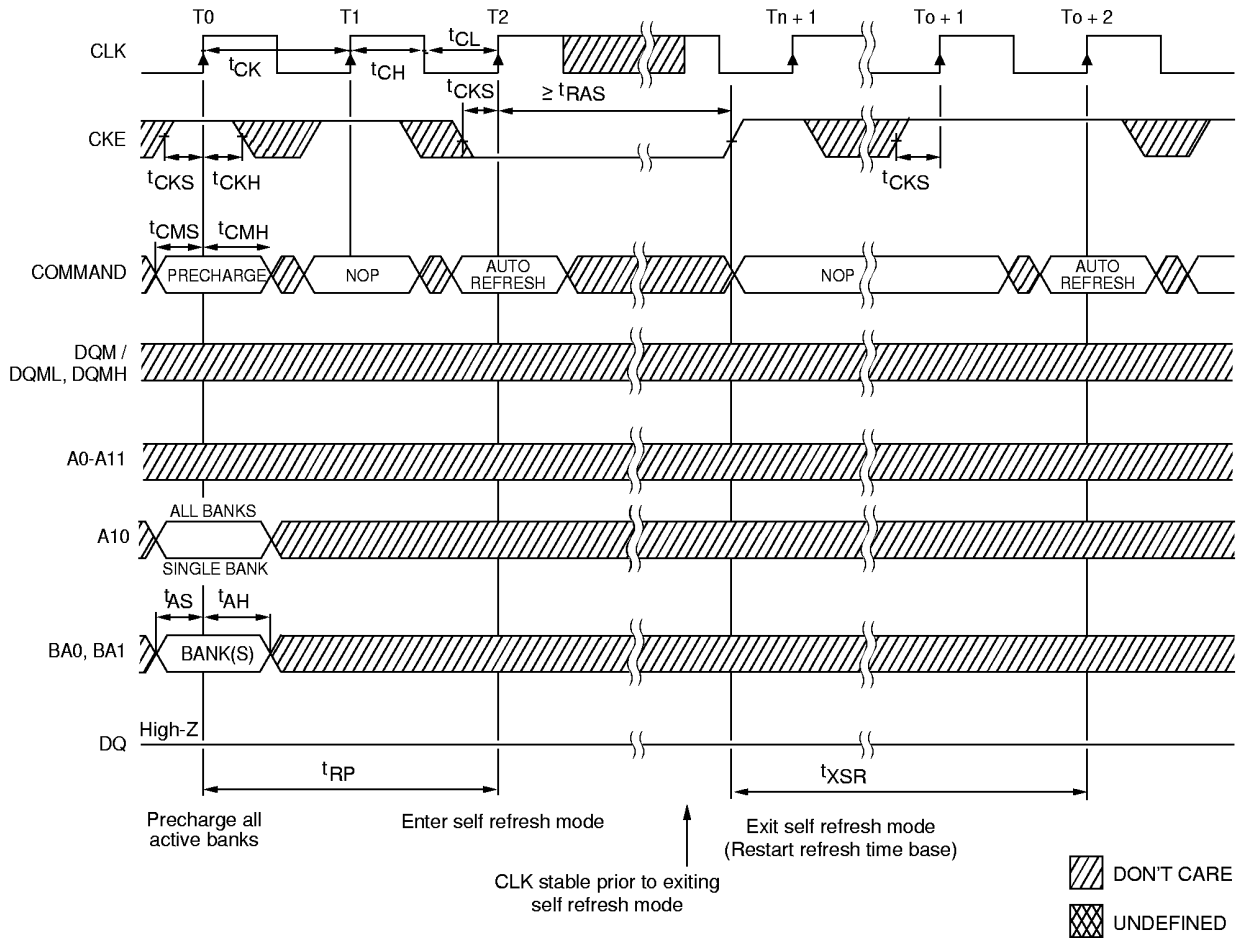 T0 T1 T2 Tn + 1 To + 1 To + 2
CLK
tCK tCH tCL
tCKS ≥ tRAS
CKE
tCKS tCKH tCKS
tCMS tCMH
COMMAND PRECHARGE NOP AUTO REFRESH NOP AUTO REFRESH
DQM /
DQML, DQMH
A0-A11
ALL BANKS
A10
SINGLE BANK
tAS tAH
BA0, BA1 BANK(S)
High-Z
DQ
tRP tXSR
Precharge all
active banks
Enter self refresh mode
Exit self refresh mode
(Restart refresh time base)
CLK stable prior to exiting
self refresh mode
DON'T CARE
UNDEFINED